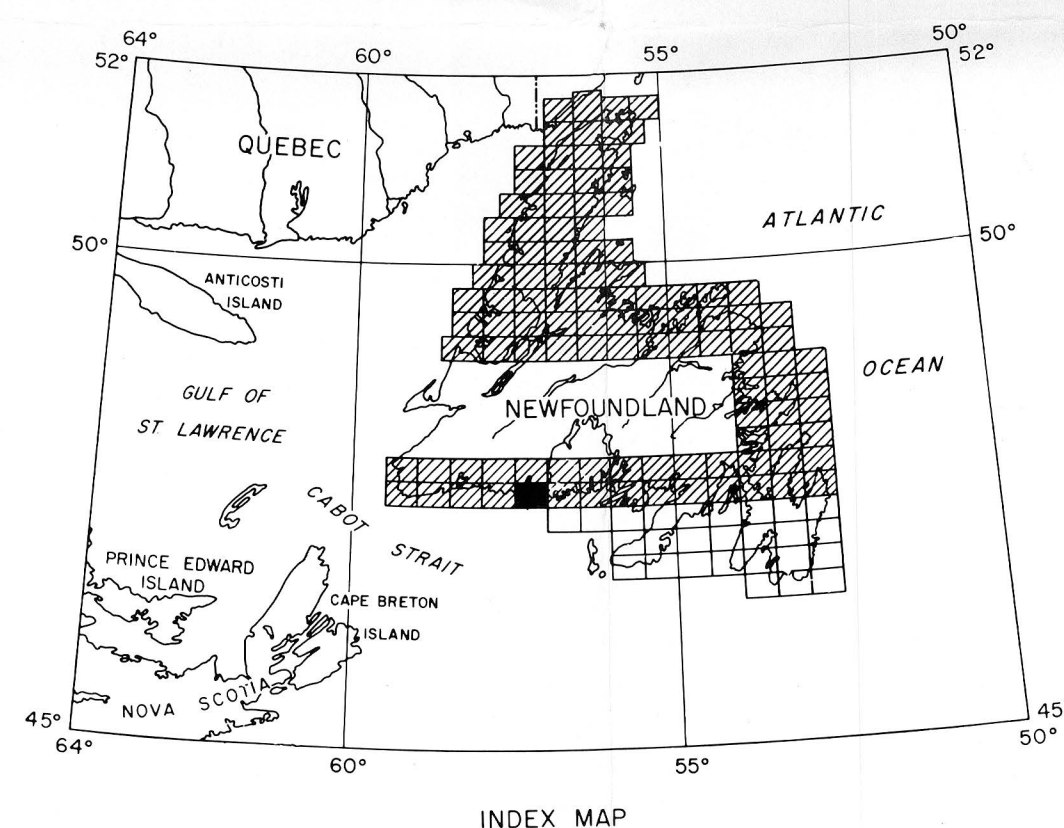 64°
60°
55°
50°
52°
52°
QUEBEC
ATLANTIC
50°
50°
ANTICOSTI
ISLAND
OCEAN
GULF OF
ST. LAWRENCE
NEWFOUNDLAND
CABOT
STRAIT
PRINCE EDWARD
ISLAND
CAPE BRETON
ISLAND
NOVA SCOTIA
45°
45
64°
60°
55°
50°
INDEX MAP